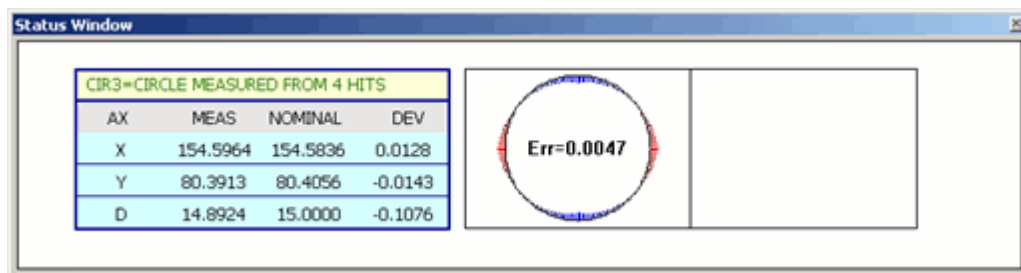 Status Window
CIR3=CIRCLE MEASURED FROM 4 HITS
AX MEAS NOMINAL DEV
X 154.5964 154.5836 0.0128
Y 80.3913 80.4056 -0.0143
D 14.8924 15.0000 -0.1076
Err=0.0047